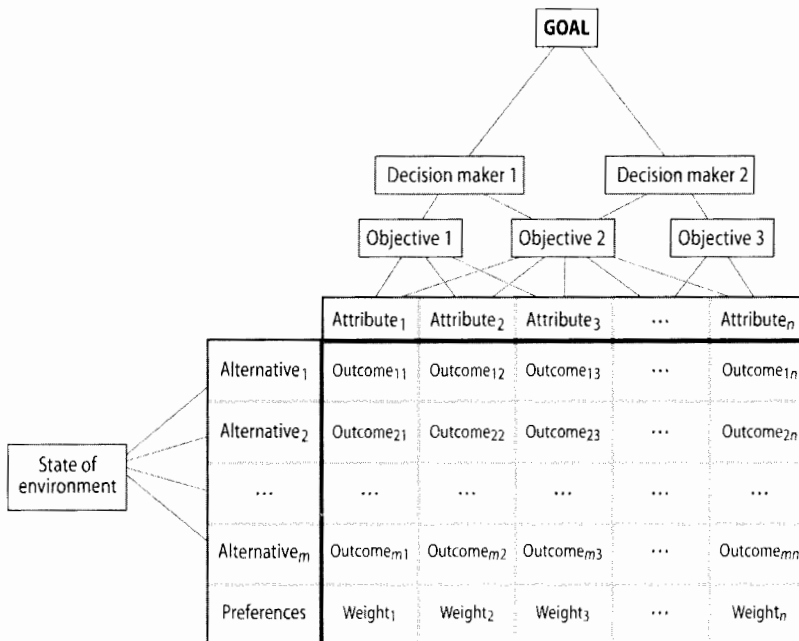 GOAL
Decision maker 1 Decision maker 2
Objective 1 Objective 2 Objective 3
Attribute₁ Attribute₂ Attribute₃ ... Attributeₙ
Alternative₁ Outcome₁₁ Outcome₁₂ Outcome₁₃ ... Outcome₁ₙ
Alternative₂ Outcome₂₁ Outcome₂₂ Outcome₂₃ ... Outcome₂ₙ
State of
environment
... ... ... ... ... ...
Alternativeₘ Outcomeₘ₁ Outcomeₘ₂ Outcomeₘ₃ ... Outcomeₘₙ
Preferences Weight₁ Weight₂ Weight₃ ... Weightₙ